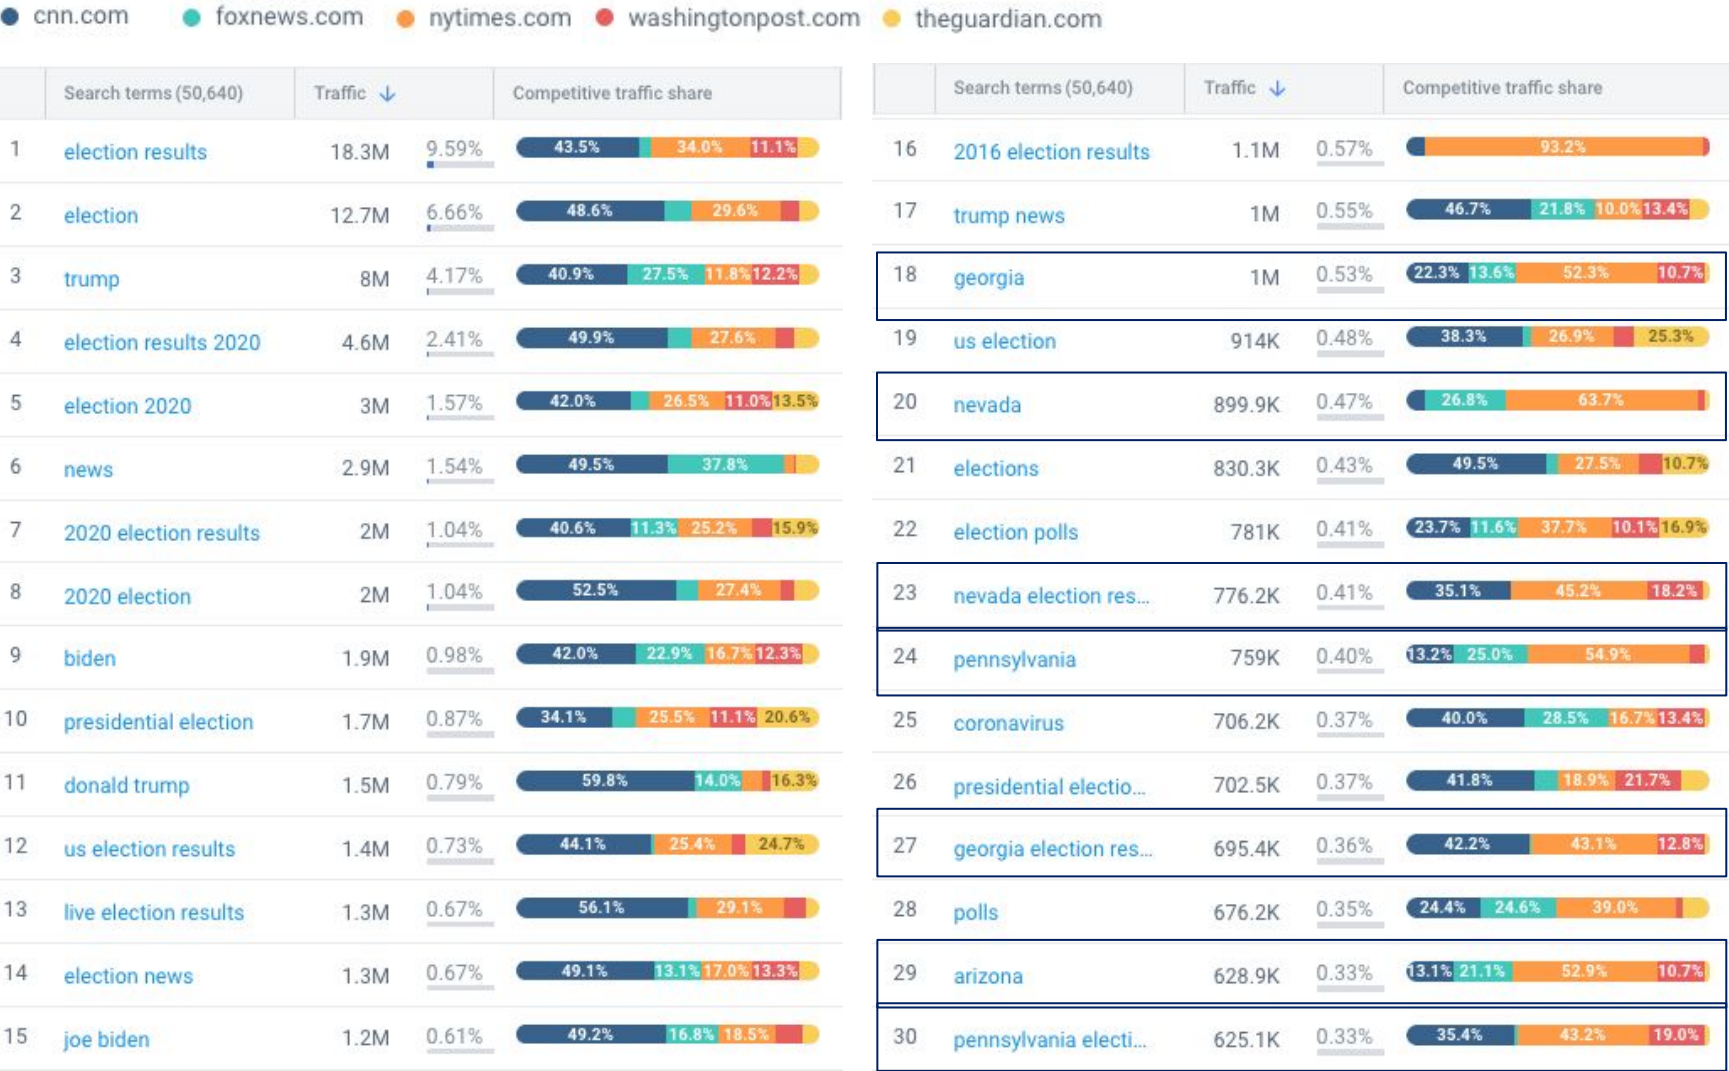 cnn.com foxnews.com nytimes.com washingtonpost.com theguardian.com
Search terms (50,640) Traffic ↓ Competitive traffic share
1 election results 18.3M 9.59% 43.5% 34.0% 11.1%
2 election 12.7M 6.66% 48.6% 29.6%
3 trump 8M 4.17% 40.9% 27.5% 11.8% 12.2%
4 election results 2020 4.6M 2.41% 49.9% 27.6%
5 election 2020 3M 1.57% 42.0% 26.5% 11.0% 13.5%
6 news 2.9M 1.54% 49.5% 37.8%
7 2020 election results 2M 1.04% 40.6% 11.3% 25.2% 15.9%
8 2020 election 2M 1.04% 52.5% 27.4%
9 biden 1.9M 0.98% 42.0% 22.9% 16.7% 12.3%
10 presidential election 1.7M 0.87% 34.1% 25.5% 11.1% 20.6%
11 donald trump 1.5M 0.79% 59.8% 14.0% 16.3%
12 us election results 1.4M 0.73% 44.1% 25.4% 24.7%
13 live election results 1.3M 0.67% 56.1% 29.1%
14 election news 1.3M 0.67% 49.1% 13.1% 17.0% 13.3%
15 joe biden 1.2M 0.61% 49.2% 16.8% 18.5%
Search terms (50,640) Traffic ↓ Competitive traffic share
16 2016 election results 1.1M 0.57% 93.2%
17 trump news 1M 0.55% 46.7% 21.8% 10.0% 13.4%
18 georgia 1M 0.53% 22.3% 13.6% 52.3% 10.7%
19 us election 914K 0.48% 38.3% 26.9% 25.3%
20 nevada 899.9K 0.47% 26.8% 63.7%
21 elections 830.3K 0.43% 49.5% 27.5% 10.7%
22 election polls 781K 0.41% 23.7% 11.6% 37.7% 10.1% 16.9%
23 nevada election res... 776.2K 0.41% 35.1% 45.2% 18.2%
24 pennsylvania 759K 0.40% 13.2% 25.0% 54.9%
25 coronavirus 706.2K 0.37% 40.0% 28.5% 16.7% 13.4%
26 presidential electio... 702.5K 0.37% 41.8% 18.9% 21.7%
27 georgia election res... 695.4K 0.36% 42.2% 43.1% 12.8%
28 polls 676.2K 0.35% 24.4% 24.6% 39.0%
29 arizona 628.9K 0.33% 13.1% 21.1% 52.9% 10.7%
30 pennsylvania electi... 625.1K 0.33% 35.4% 43.2% 19.0%